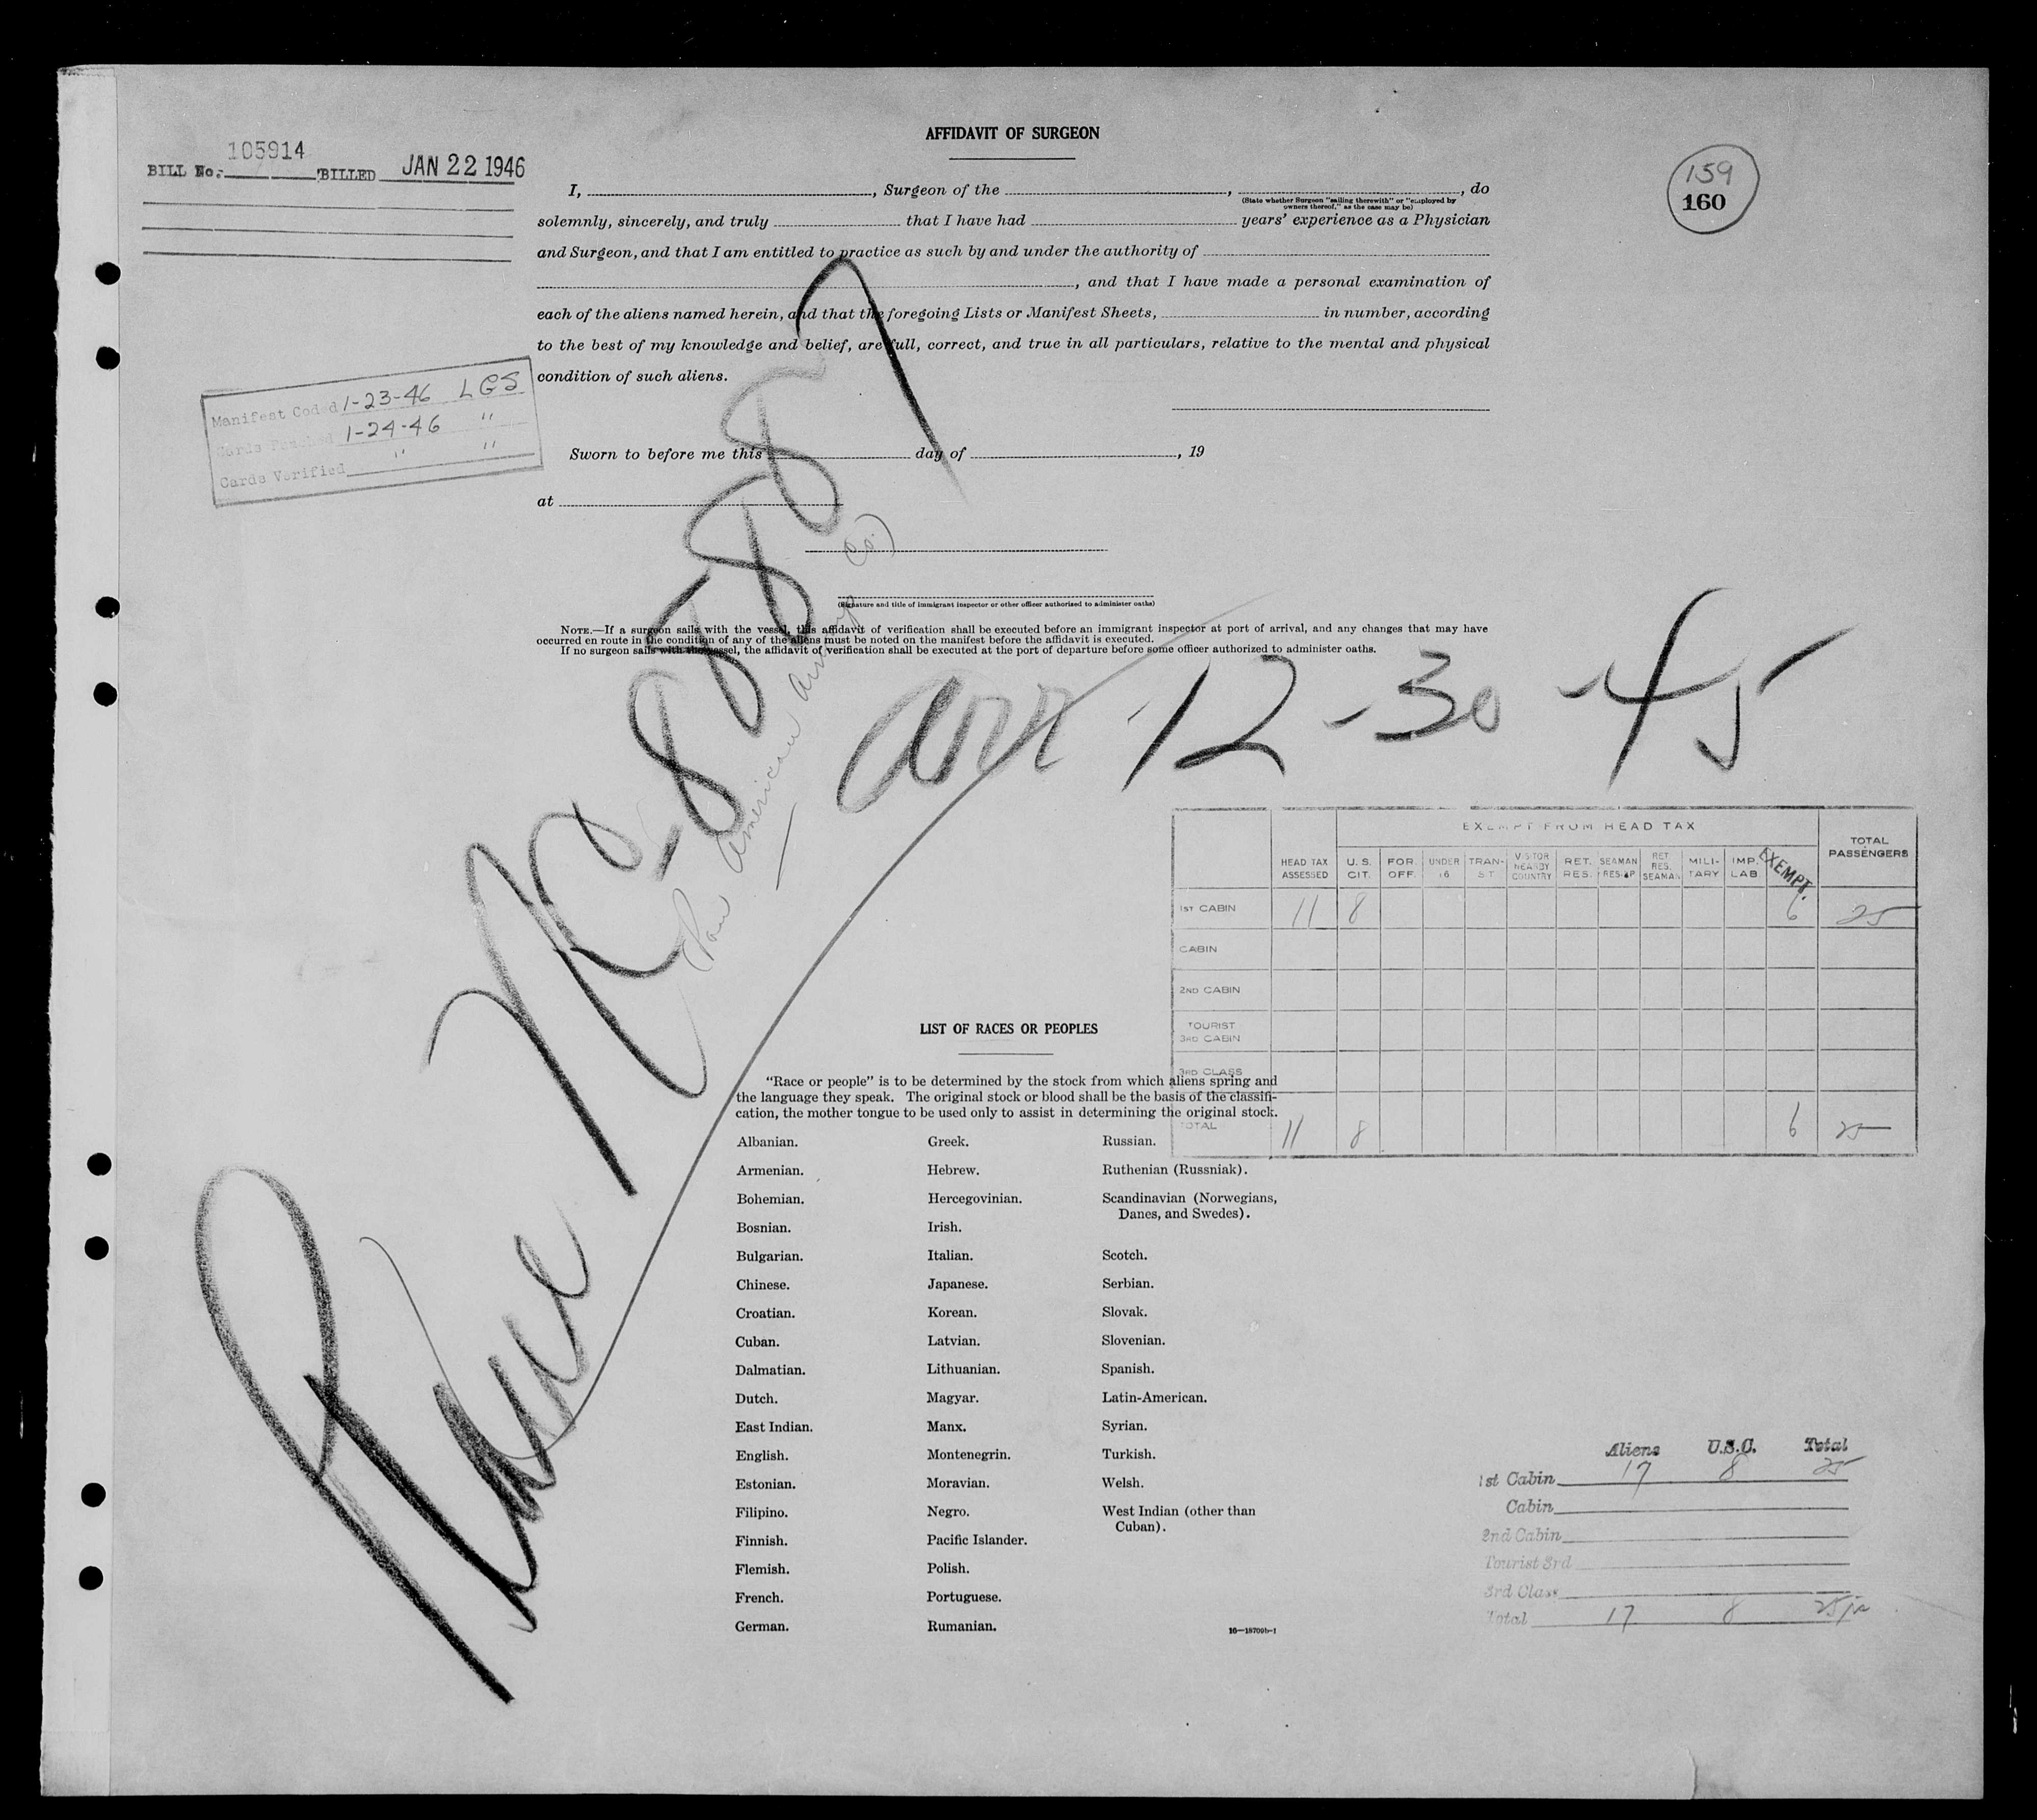 AFFIDAVIT OF SURGEON
105914
BILL No. BILLED JAN 22 1946
159
160
I, , Surgeon of the , , do
(State whether Surgeon "sailing therewith" or "employed by
owners thereof," as the case may be)
solemnly, sincerely, and truly that I have had years' experience as a Physician
and Surgeon, and that I am entitled to practice as such by and under the authority of
, and that I have made a personal examination of
each of the aliens named herein, and that the foregoing Lists or Manifest Sheets, in number, according
to the best of my knowledge and belief, are full, correct, and true in all particulars, relative to the mental and physical
condition of such aliens.
Manifest Coded 1-23-46 LGS
Cards Punched 1-24-46 "
Cards Verified " "
Sworn to before me this day of , 19
at
(Signature and title of immigrant inspector or other officer authorized to administer oaths)
NOTE.—If a surgeon sails with the vessel, this affidavit of verification shall be executed before an immigrant inspector at port of arrival, and any changes that may have
occurred en route in the condition of any of the aliens must be noted on the manifest before the affidavit is executed.
If no surgeon sails with the vessel, the affidavit of verification shall be executed at the port of departure before some officer authorized to administer oaths.
Plane NC-88887
(Pan American Airways Co.)
arr 12-30-45
EXEMPT FROM HEAD TAX
HEAD TAX ASSESSED U.S. CIT. FOR. OFF. UNDER 16 TRAN-SIT VISITOR NEARBY COUNTRY RET. RES. SEAMAN RET. RES. SEAMAN MILI-TARY IMP. LAB. EXEMPT. TOTAL PASSENGERS
1ST CABIN 11 8 6 25
CABIN
2ND CABIN
TOURIST
3RD CABIN
3RD CLASS
TOTAL 11 8 6 25
LIST OF RACES OR PEOPLES
"Race or people" is to be determined by the stock from which aliens spring and
the language they speak. The original stock or blood shall be the basis of the classifi-
cation, the mother tongue to be used only to assist in determining the original stock.
Albanian.
Armenian.
Bohemian.
Bosnian.
Bulgarian.
Chinese.
Croatian.
Cuban.
Dalmatian.
Dutch.
East Indian.
English.
Estonian.
Filipino.
Finnish.
Flemish.
French.
German.
Greek.
Hebrew.
Hercegovinian.
Irish.
Italian.
Japanese.
Korean.
Latvian.
Lithuanian.
Magyar.
Manx.
Montenegrin.
Moravian.
Negro.
Pacific Islander.
Polish.
Portuguese.
Rumanian.
Russian.
Ruthenian (Russniak).
Scandinavian (Norwegians,
Danes, and Swedes).
Scotch.
Serbian.
Slovak.
Slovenian.
Spanish.
Latin-American.
Syrian.
Turkish.
Welsh.
West Indian (other than
Cuban).
Aliens U.S.C. Total
1st Cabin 17 8 25
Cabin
2nd Cabin
Tourist 3rd
3rd Class
Total 17 8 25